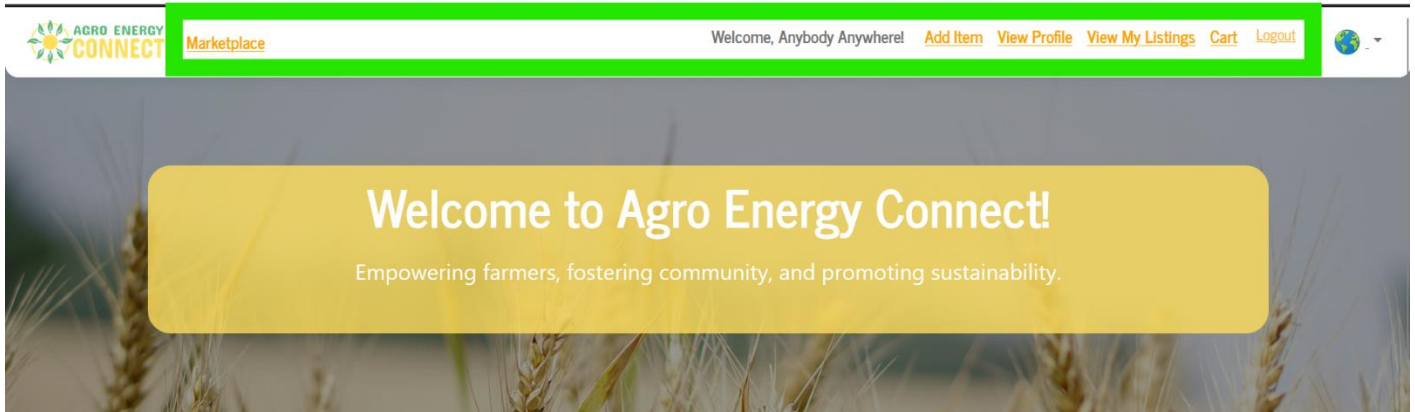 AGRO ENERGY
CONNECT
Marketplace
Welcome, Anybody Anywhere! Add Item View Profile View My Listings Cart Logout
Welcome to Agro Energy Connect!
Empowering farmers, fostering community, and promoting sustainability.